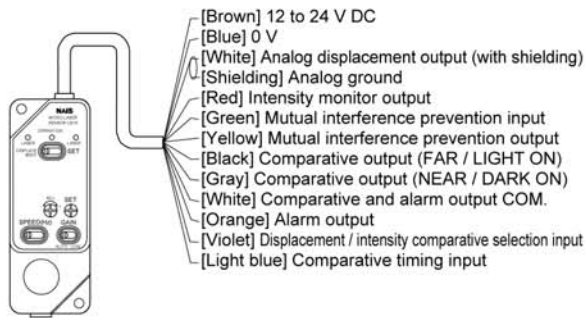 [Brown] 12 to 24 V DC
[Blue] 0 V
[White] Analog displacement output (with shielding)
[Shielding] Analog ground
[Red] Intensity monitor output
[Green] Mutual interference prevention input
[Yellow] Mutual interference prevention output
[Black] Comparative output (FAR / LIGHT ON)
[Gray] Comparative output (NEAR / DARK ON)
[White] Comparative and alarm output COM.
[Orange] Alarm output
[Violet] Displacement / intensity comparative selection input
[Light blue] Comparative timing input
NAIS
LASER
SET
SET
SPEED
GAIN